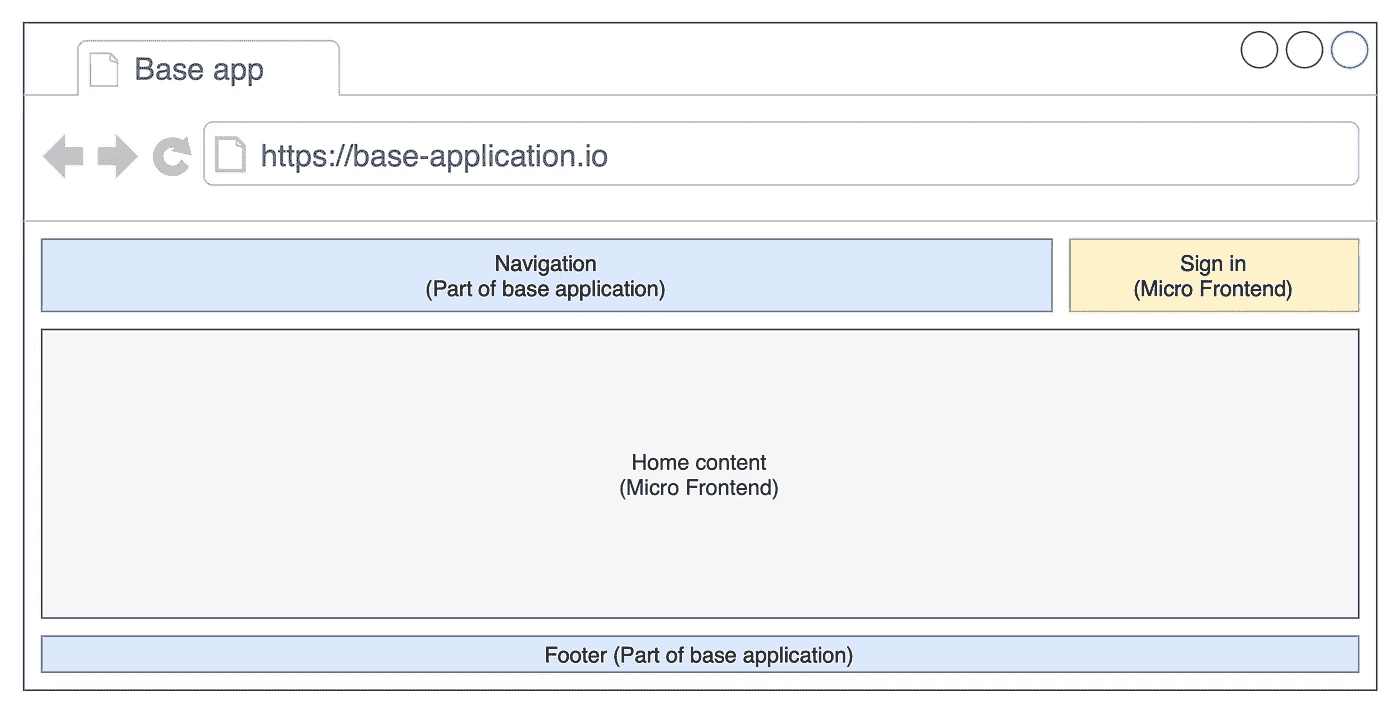 Base app
https://base-application.io
Navigation
(Part of base application)
Sign in
(Micro Frontend)
Home content
(Micro Frontend)
Footer (Part of base application)